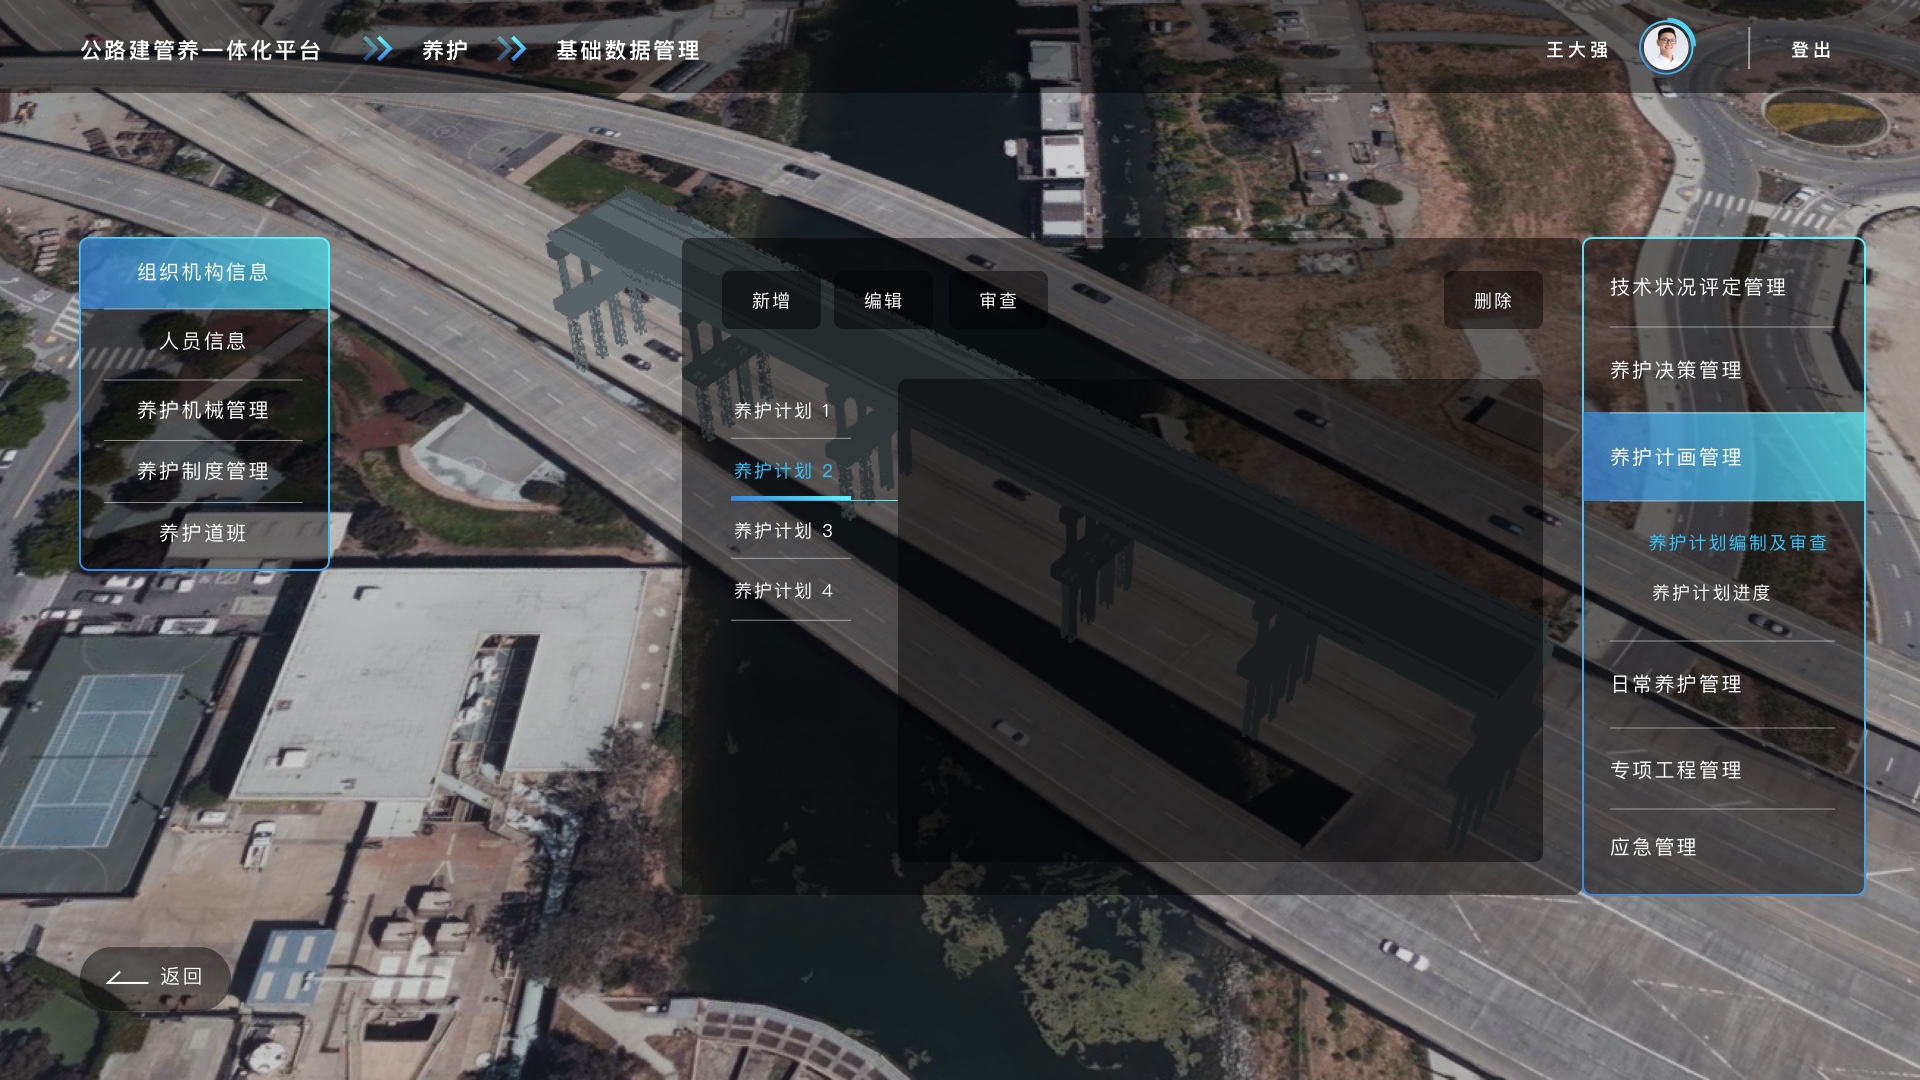 公路建管养一体化平台
养护
基础数据管理
王大强
登出
组织机构信息
人员信息
养护机械管理
养护制度管理
养护道班
新增
编辑
审查
删除
养护计划 1
养护计划 2
养护计划 3
养护计划 4
技术状况评定管理
养护决策管理
养护计画管理
养护计划编制及审查
养护计划进度
日常养护管理
专项工程管理
应急管理
返回